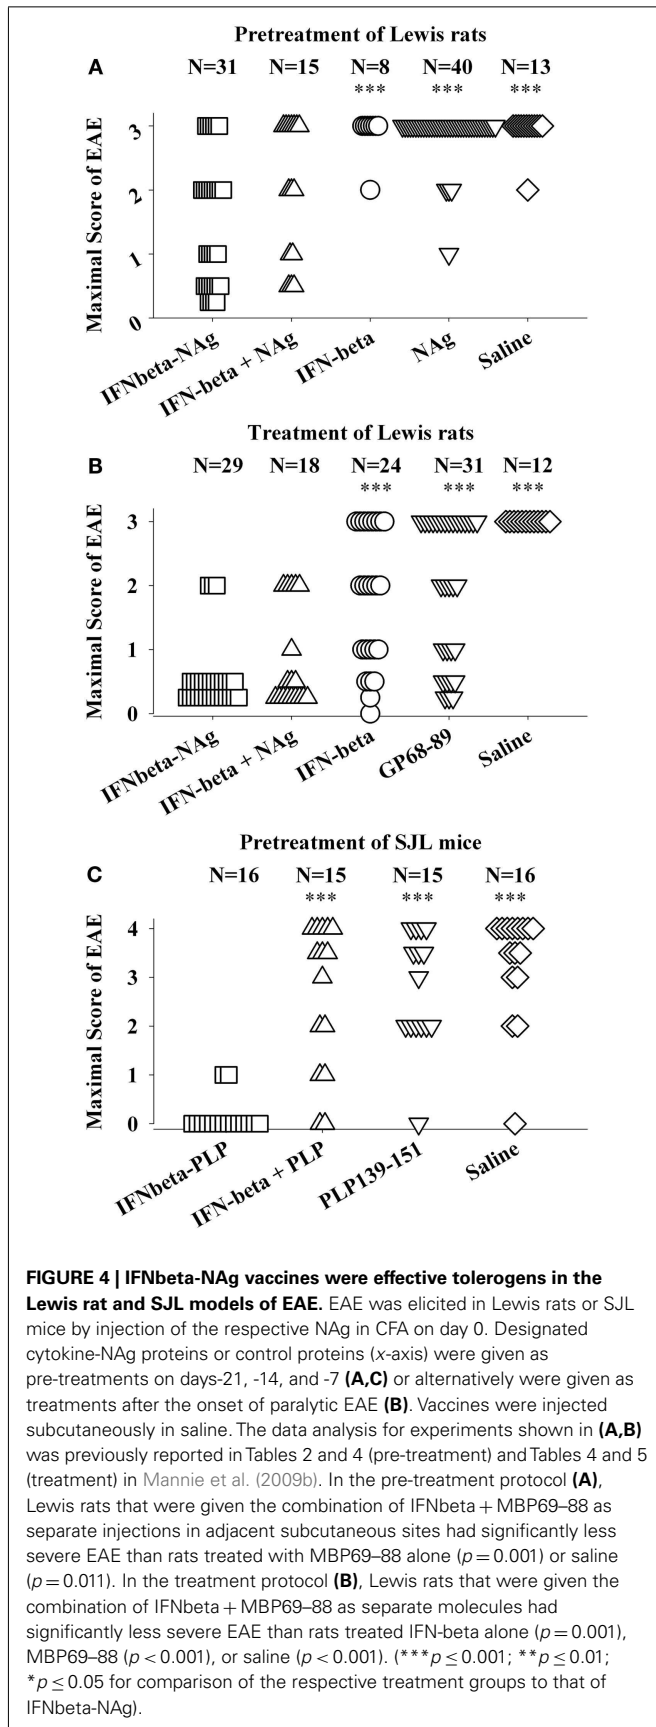 Pretreatment of Lewis rats
A N=31 N=15 N=8 N=40 N=13
*** *** ***
Maximal Score of EAE
3
2
1
0
IFNbeta-NAg IFN-beta + NAg IFN-beta NAg Saline
Treatment of Lewis rats
B N=29 N=18 N=24 N=31 N=12
*** *** ***
Maximal Score of EAE
3
2
1
0
IFNbeta-NAg IFN-beta + NAg IFN-beta GP68-89 Saline
Pretreatment of SJL mice
C N=16 N=15 N=15 N=16
*** *** ***
Maximal Score of EAE
4
3
2
1
0
IFNbeta-PLP IFN-beta + PLP PLP139-151 Saline
FIGURE 4 | IFNbeta-NAg vaccines were effective tolerogens in the
Lewis rat and SJL models of EAE. EAE was elicited in Lewis rats or SJL
mice by injection of the respective NAg in CFA on day 0. Designated
cytokine-NAg proteins or control proteins (x-axis) were given as
pre-treatments on days-21, -14, and -7 (A,C) or alternatively were given as
treatments after the onset of paralytic EAE (B). Vaccines were injected
subcutaneously in saline. The data analysis for experiments shown in (A,B)
was previously reported in Tables 2 and 4 (pre-treatment) and Tables 4 and 5
(treatment) in Mannie et al. (2009b). In the pre-treatment protocol (A),
Lewis rats that were given the combination of IFNbeta + MBP69–88 as
separate injections in adjacent subcutaneous sites had significantly less
severe EAE than rats treated with MBP69–88 alone (p = 0.001) or saline
(p = 0.011). In the treatment protocol (B), Lewis rats that were given the
combination of IFNbeta + MBP69–88 as separate molecules had
significantly less severe EAE than rats treated IFN-beta alone (p = 0.001),
MBP69–88 (p < 0.001), or saline (p < 0.001). (***p ≤ 0.001; **p ≤ 0.01;
*p ≤ 0.05 for comparison of the respective treatment groups to that of
IFNbeta-NAg).